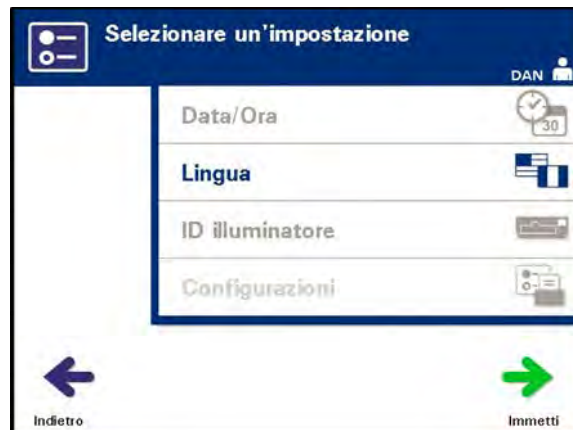 Selezionare un'impostazione
DAN
Data/Ora
30
Lingua
ID illuminatore
Configurazioni
Indietro
Immetti